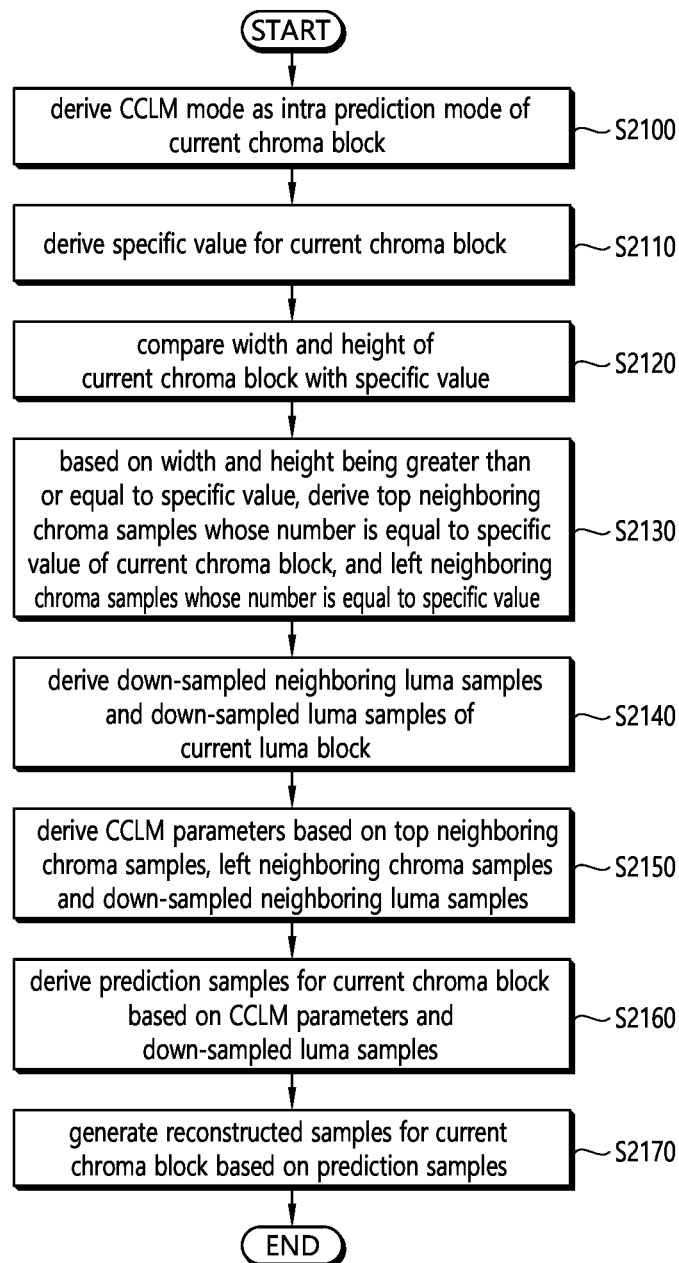 START
derive CCLM mode as intra prediction mode of
current chroma block
S2100
derive specific value for current chroma block
S2110
compare width and height of
current chroma block with specific value
S2120
based on width and height being greater than
or equal to specific value, derive top neighboring
chroma samples whose number is equal to specific
value of current chroma block, and left neighboring
chroma samples whose number is equal to specific value
S2130
derive down-sampled neighboring luma samples
and down-sampled luma samples of
current luma block
S2140
derive CCLM parameters based on top neighboring
chroma samples, left neighboring chroma samples
and down-sampled neighboring luma samples
S2150
derive prediction samples for current chroma block
based on CCLM parameters and
down-sampled luma samples
S2160
generate reconstructed samples for current
chroma block based on prediction samples
S2170
END